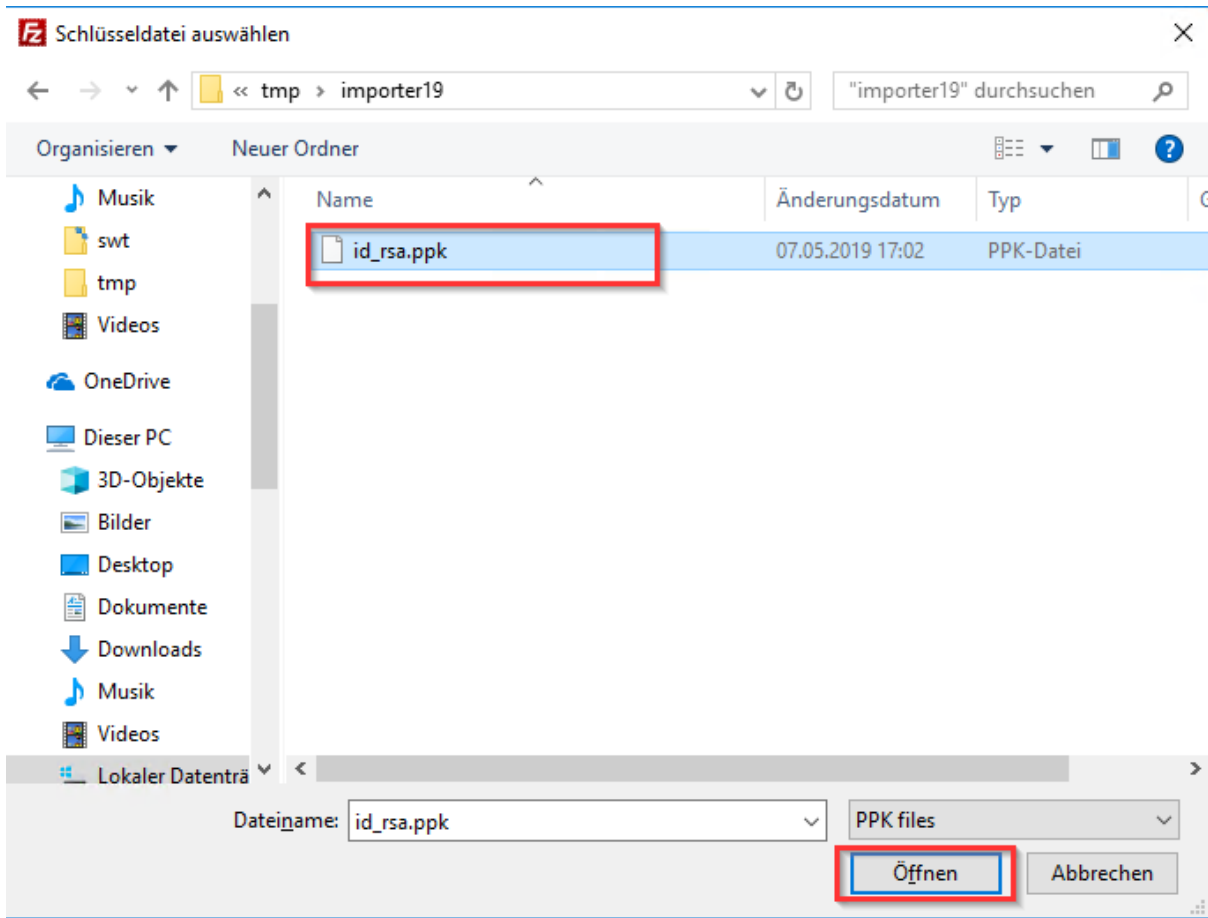 Schlüsseldatei auswählen
« tmp › importer19
"importer19" durchsuchen
Organisieren
Neuer Ordner
Musik
swt
tmp
Videos
OneDrive
Dieser PC
3D-Objekte
Bilder
Desktop
Dokumente
Downloads
Musik
Videos
Lokaler Datenträ
Name Änderungsdatum Typ
id_rsa.ppk 07.05.2019 17:02 PPK-Datei
Dateiname: id_rsa.ppk PPK files
Öffnen Abbrechen